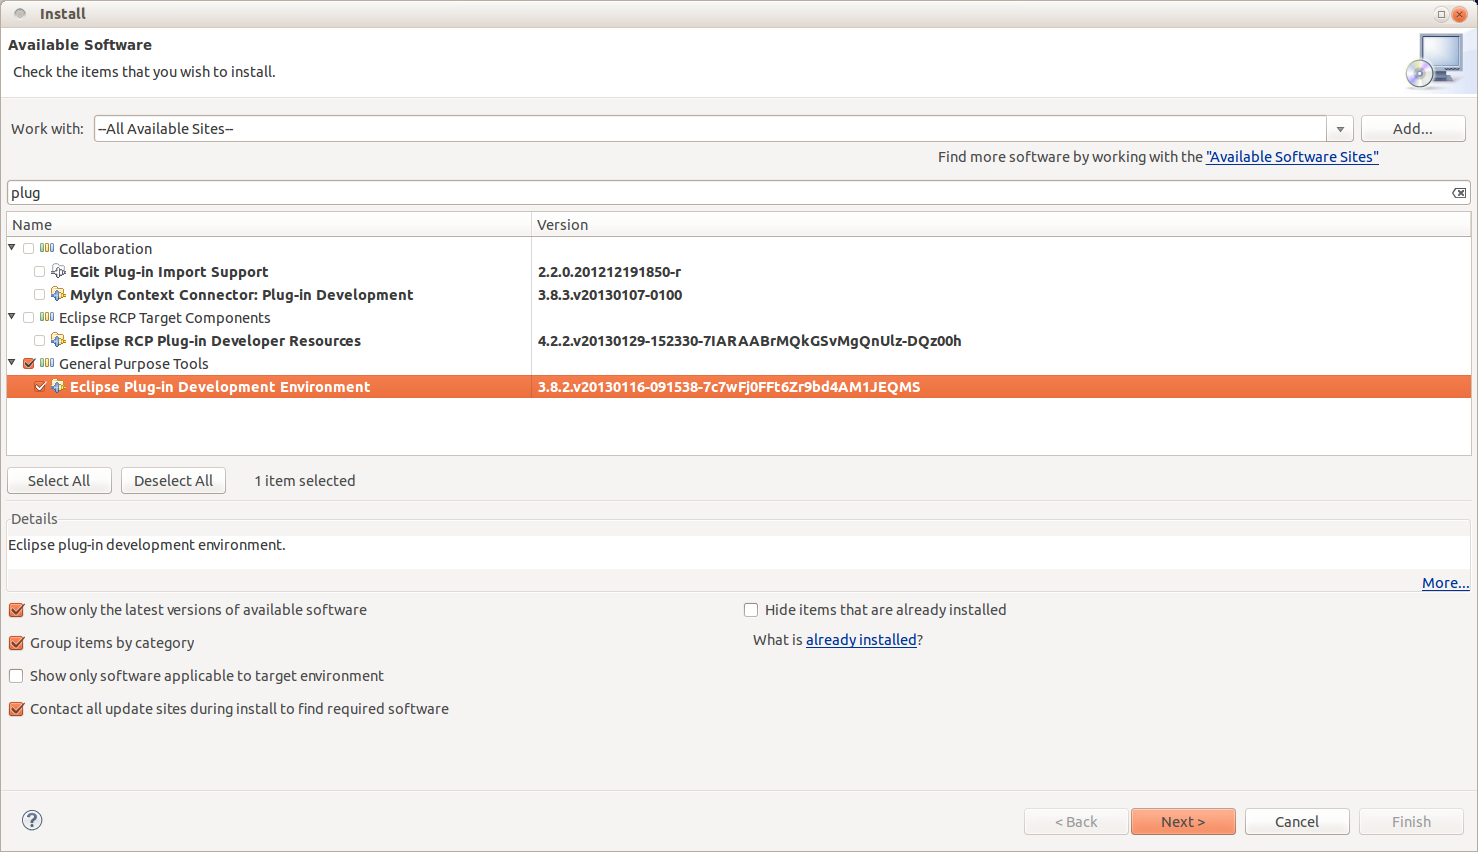 Install
Available Software
Check the items that you wish to install.
Work with: --All Available Sites-- Add...
Find more software by working with the "Available Software Sites"
plug
Name Version
Collaboration
EGit Plug-in Import Support 2.2.0.201212191850-r
Mylyn Context Connector: Plug-in Development 3.8.3.v20130107-0100
Eclipse RCP Target Components
Eclipse RCP Plug-in Developer Resources 4.2.2.v20130129-152330-7IARAABrMQkGSvMgQnUlz-DQz00h
General Purpose Tools
Eclipse Plug-in Development Environment 3.8.2.v20130116-091538-7c7wFj0FFt6Zr9bd4AM1JEQMS
Select All Deselect All 1 item selected
Details
Eclipse plug-in development environment.
More...
Show only the latest versions of available software Hide items that are already installed
Group items by category What is already installed?
Show only software applicable to target environment
Contact all update sites during install to find required software
? < Back Next > Cancel Finish